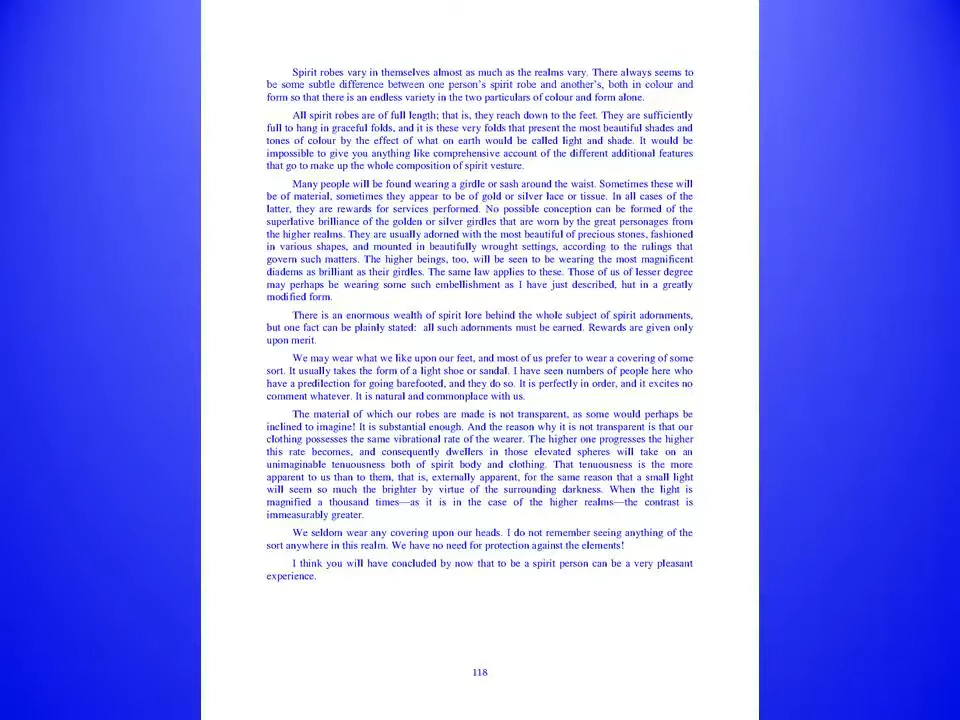 Spirit robes vary in themselves almost as much as the realms vary. There always seems to
be some subtle difference between one person's spirit robe and another's, both in colour and
form so that there is an endless variety in the two particulars of colour and form alone.
All spirit robes are of full length; that is, they reach down to the feet. They are sufficiently
full to hang in graceful folds, and it is these very folds that present the most beautiful shades and
tones of colour by the effect of what on earth would be called light and shade. It would be
impossible to give you anything like comprehensive account of the different additional features
that go to make up the whole composition of spirit vesture.
Many people will be found wearing a girdle or sash around the waist. Sometimes these will
be of material, sometimes they appear to be of gold or silver lace or tissue. In all cases of the
latter, they are rewards for services performed. No possible conception can be formed of the
superlative brilliance of the golden or silver girdles that are worn by the great personages from
the higher realms. They are usually adorned with the most beautiful of precious stones, fashioned
in various shapes, and mounted in beautifully wrought settings, according to the rulings that
govern such matters. The higher beings, too, will be seen to be wearing the most magnificent
diadems as brilliant as their girdles. The same law applies to these. Those of us of lesser degree
may perhaps be wearing some such embellishment as I have just described, but in a greatly
modified form.
There is an enormous wealth of spirit lore behind the whole subject of spirit adornments,
but one fact can be plainly stated: all such adornments must be earned. Rewards are given only
upon merit.
We may wear what we like upon our feet, and most of us prefer to wear a covering of some
sort. It usually takes the form of a light shoe or sandal. I have seen numbers of people here who
have a predilection for going barefooted, and they do so. It is perfectly in order, and it excites no
comment whatever. It is natural and commonplace with us.
The material of which our robes are made is not transparent, as some would perhaps be
inclined to imagine! It is substantial enough. And the reason why it is not transparent is that our
clothing possesses the same vibrational rate of the wearer. The higher one progresses the higher
this rate becomes, and consequently dwellers in those elevated spheres will take on an
unimaginable tenuousness both of spirit body and clothing. That tenuousness is the more
apparent to us than to them, that is, externally apparent, for the same reason that a small light
will seem so much the brighter by virtue of the surrounding darkness. When the light is
magnified a thousand times—as it is in the case of the higher realms—the contrast is
immeasurably greater.
We seldom wear any covering upon our heads. I do not remember seeing anything of the
sort anywhere in this realm. We have no need for protection against the elements!
I think you will have concluded by now that to be a spirit person can be a very pleasant
experience.
118